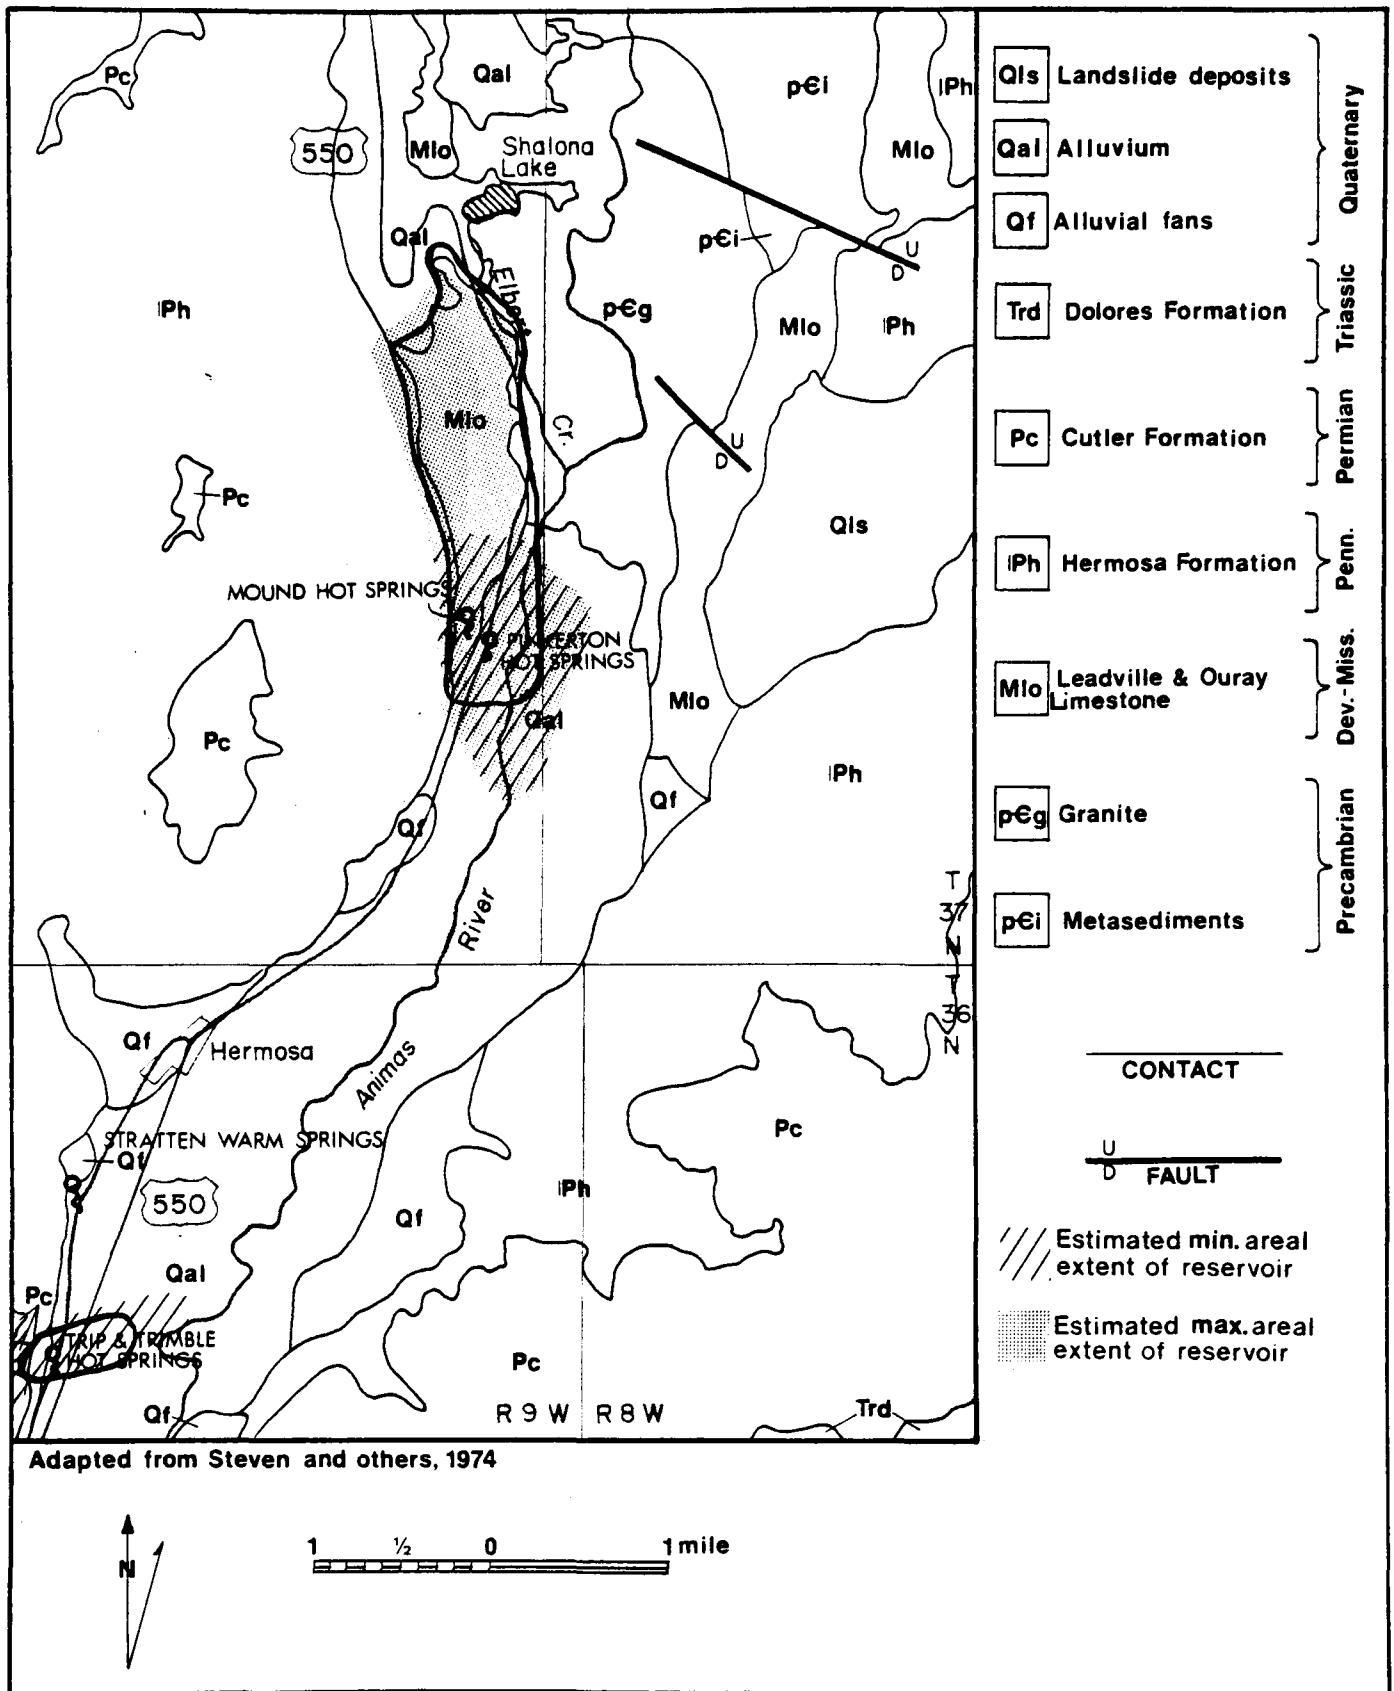 Pc
Qal
p€i
IPh
550
Mlo
Shalona
Lake
Mlo
Qal
p€i
U
D
Elbert
IPh
p€g
Mlo
IPh
Mlo
Cr.
U
D
Pc
Qls
MOUND HOT SPRINGS
PINKERTON
HOT SPRINGS
Mlo
Qal
Pc
IPh
Qf
Qf
T
37
N
River
T
36
N
Qf
Hermosa
Animas
Pc
STRATTEN WARM SPRINGS
Qf
550
IPh
Qf
Qal
Pc
TRIP & TRIMBLE
HOT SPRINGS
Pc
Qf
R 9 W R 8 W
Trd
Qls Landslide deposits
Qal Alluvium
Qf Alluvial fans
Quaternary
Trd Dolores Formation
Triassic
Pc Cutler Formation
Permian
IPh Hermosa Formation
Penn.
Mlo Leadville & Ouray
Limestone
Dev.-Miss.
p€g Granite
p€i Metasediments
Precambrian
CONTACT
U
D
FAULT
Estimated min. areal
extent of reservoir
Estimated max. areal
extent of reservoir
Adapted from Steven and others, 1974
N
1 ½ 0 1 mile